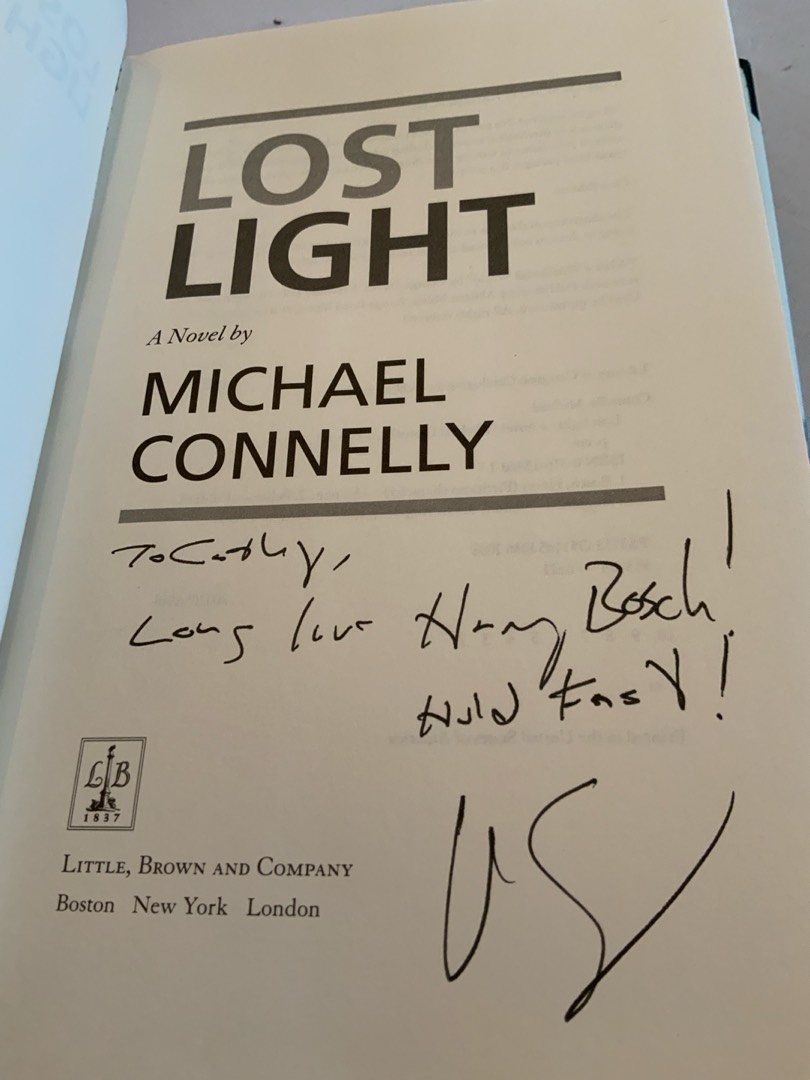 LOST
LIGHT
A Novel by
MICHAEL
CONNELLY
To Cathy,
Long live Harry Bosch!
Hold Fast!
L B
1837
LITTLE, BROWN AND COMPANY
Boston New York London